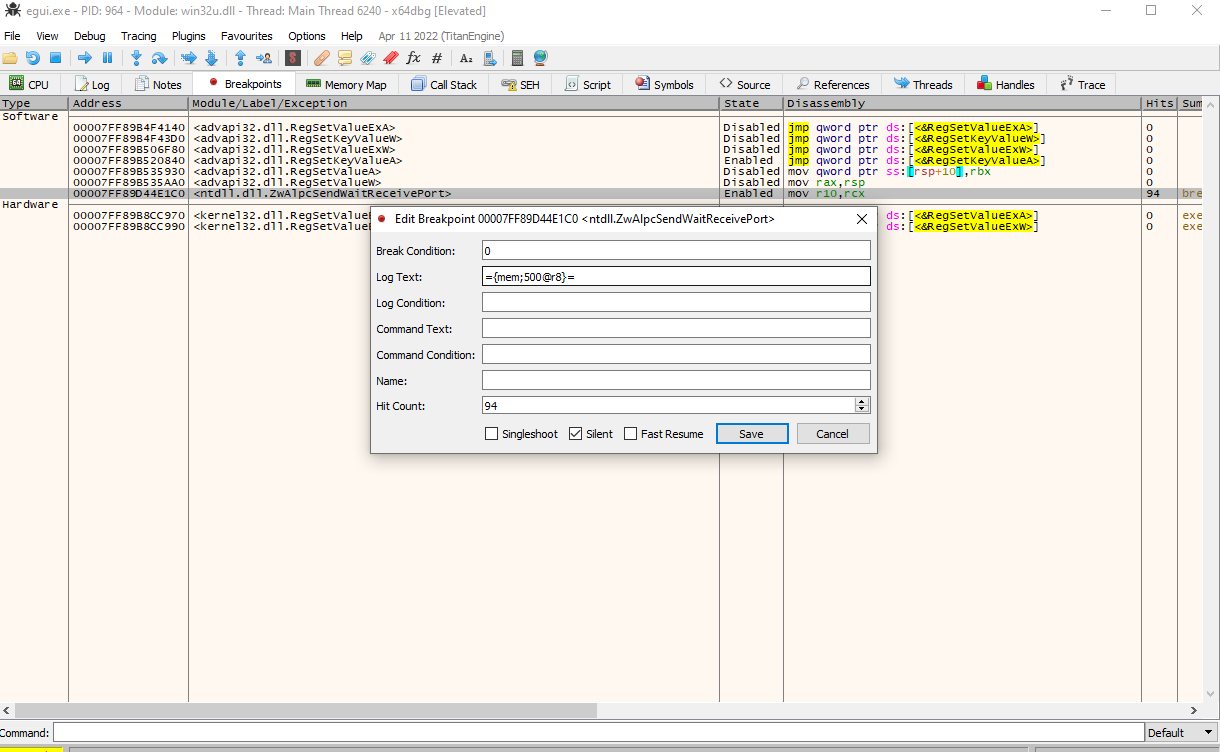 egui.exe - PID: 964 - Module: win32u.dll - Thread: Main Thread 6240 - x64dbg [Elevated]
File View Debug Tracing Plugins Favourites Options Help Apr 11 2022 (TitanEngine)
CPU Log Notes Breakpoints Memory Map Call Stack SEH Script Symbols Source References Threads Handles Trace
Type Address Module/Label/Exception State Disassembly Hits Sum
Software
00007FF89B4F4140 <advapi32.dll.RegSetValueExA> Disabled jmp qword ptr ds:[<&RegSetValueExA>] 0
00007FF89B4F43D0 <advapi32.dll.RegSetKeyValueW> Disabled jmp qword ptr ds:[<&RegSetKeyValueW>] 0
00007FF89B506F80 <advapi32.dll.RegSetValueExW> Disabled jmp qword ptr ds:[<&RegSetValueExW>] 0
00007FF89B520840 <advapi32.dll.RegSetKeyValueA> Enabled jmp qword ptr ds:[<&RegSetKeyValueA>] 0
00007FF89B535930 <advapi32.dll.RegSetValueA> Disabled mov qword ptr ss:[rsp+10],rbx 0
00007FF89B535AA0 <advapi32.dll.RegSetValueW> Disabled mov rax,rsp 0
00007FF89D44E1C0 <ntdll.dll.ZwAlpcSendWaitReceivePort> Enabled mov r10,rcx 94 bre
Hardware
00007FF89B8CC970 <kernel32.dll.RegSetValueE ds:[<&RegSetValueExA>] 0 exe
00007FF89B8CC990 <kernel32.dll.RegSetValueE ds:[<&RegSetValueExW>] 0 exe
Edit Breakpoint 00007FF89D44E1C0 <ntdll.ZwAlpcSendWaitReceivePort>
Break Condition: 0
Log Text: ={mem;500@r8}=
Log Condition:
Command Text:
Command Condition:
Name:
Hit Count: 94
Singleshoot Silent Fast Resume Save Cancel
Command: Default